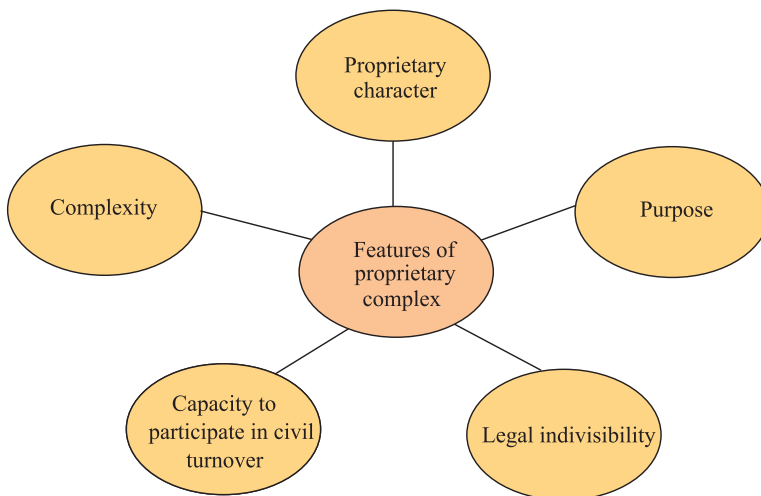 Proprietary
character
Complexity
Purpose
Features of
proprietary
complex
Capacity to
participate in civil
turnover
Legal indivisibility